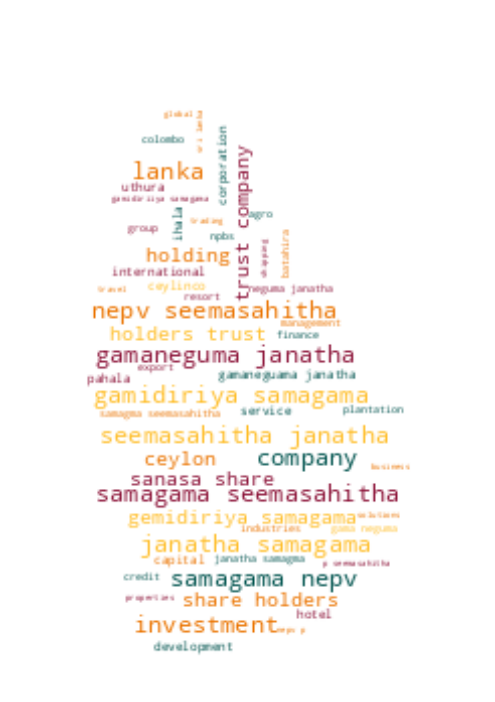 global
sri lanka
colombo
corporation
trust company
lanka
uthura
gamidiriya samagama
ihala
trading
agro
group
npbs
batahira
shipping
holding
international
travel
ceylinco
neguma janatha
resort
nepv seemasahitha
management
holders trust
finance
gamaneguma janatha
export
pahala
gamaneguama janatha
gamidiriya samagama
samagma seemasahitha
service
plantation
seemasahitha janatha
ceylon
company
business
sanasa share
samagama seemasahitha
gemidiriya samagama
solutions
industries
gama neguma
janatha samagama
capital
janatha samagma
p seemasahitha
credit
samagama nepv
properties
share holders
hotel
investment
nepv p
development